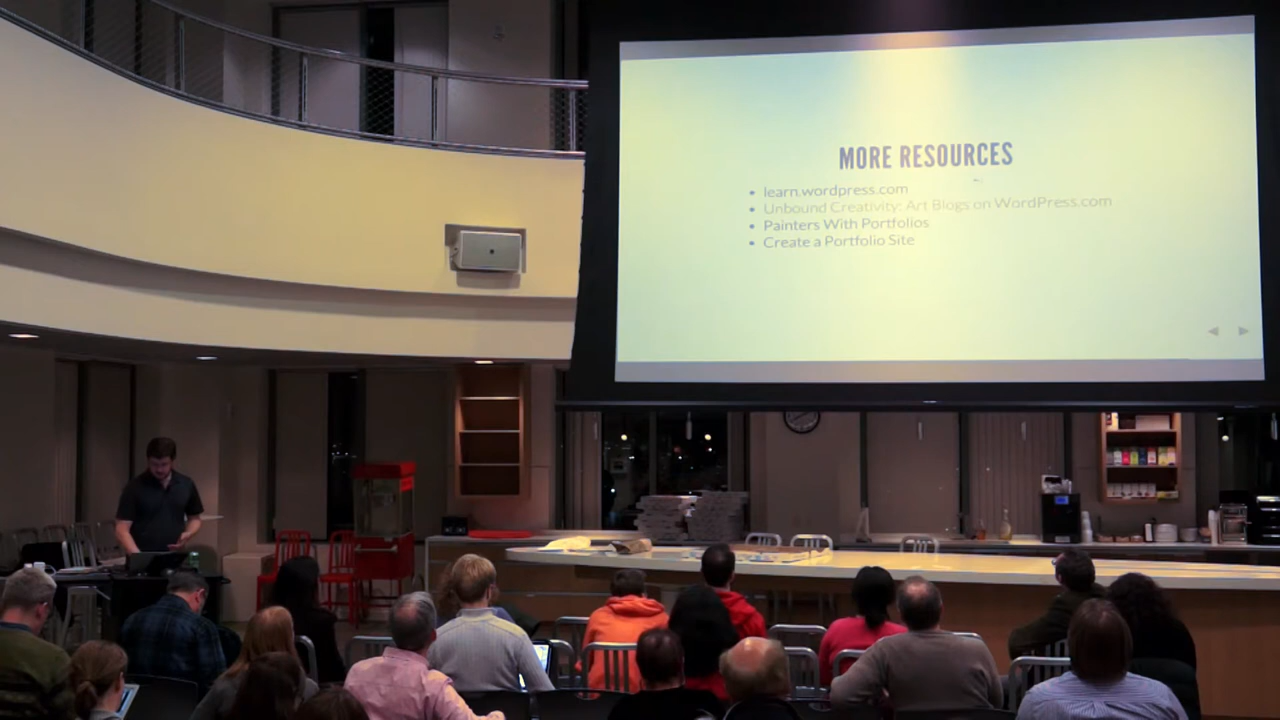 MORE RESOURCES
learn.wordpress.com
Unbound Creativity: Art Blogs on WordPress.com
Painters With Portfolios
Create a Portfolio Site